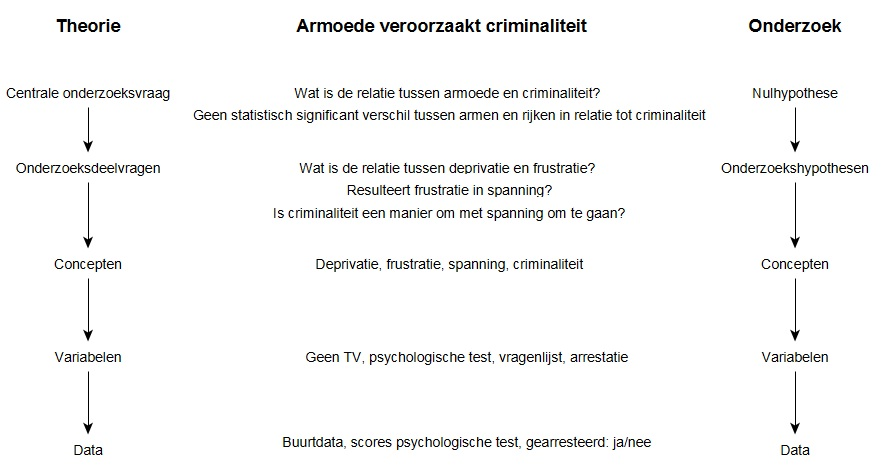 Theorie Armoede veroorzaakt criminaliteit Onderzoek
Centrale onderzoeksvraag Wat is de relatie tussen armoede en criminaliteit? Nulhypothese
Geen statistisch significant verschil tussen armen en rijken in relatie tot criminaliteit
Onderzoeksdeelvragen Wat is de relatie tussen deprivatie en frustratie? Onderzoekshypothesen
Resulteert frustratie in spanning?
Is criminaliteit een manier om met spanning om te gaan?
Concepten Deprivatie, frustratie, spanning, criminaliteit Concepten
Variabelen Geen TV, psychologische test, vragenlijst, arrestatie Variabelen
Data Buurtdata, scores psychologische test, gearresteerd: ja/nee Data